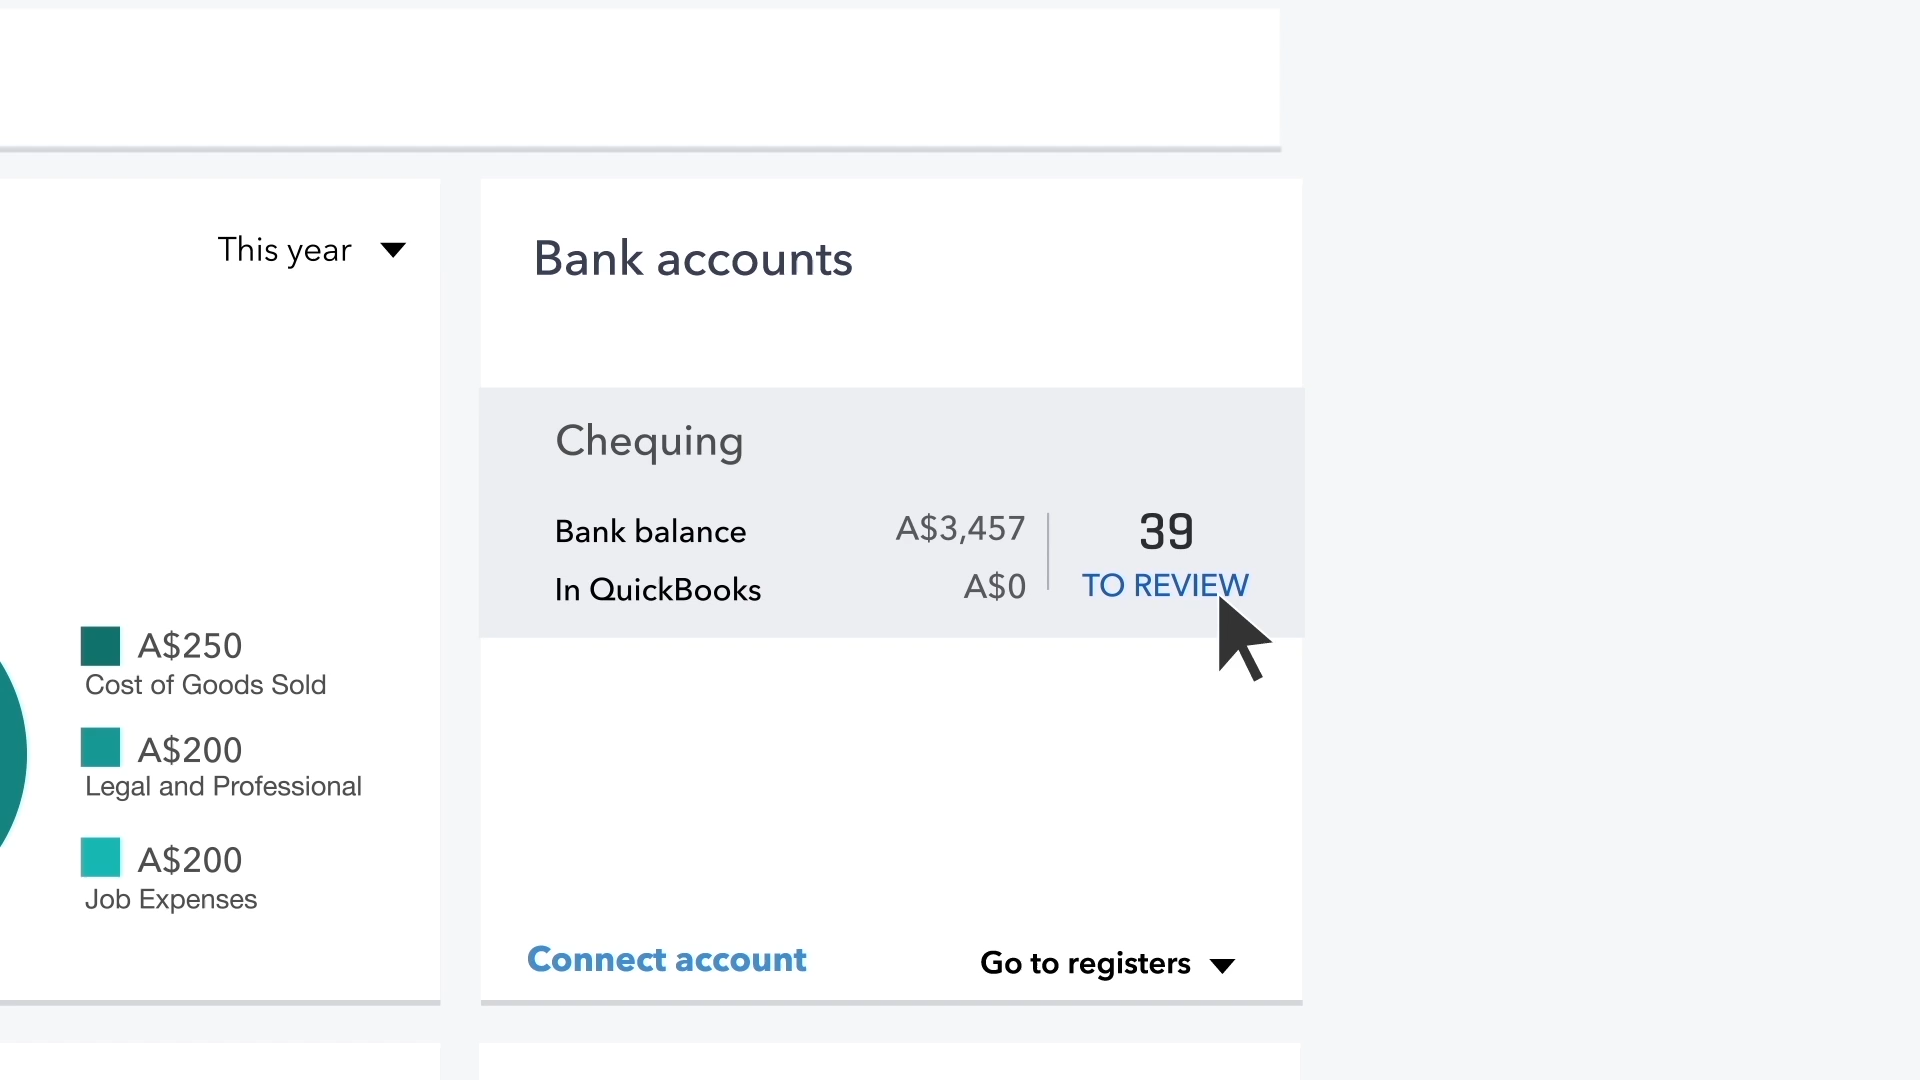 This year
A$250
Cost of Goods Sold
A$200
Legal and Professional
A$200
Job Expenses
Bank accounts
Chequing
Bank balance A$3,457
In QuickBooks A$0
39
TO REVIEW
Connect account
Go to registers